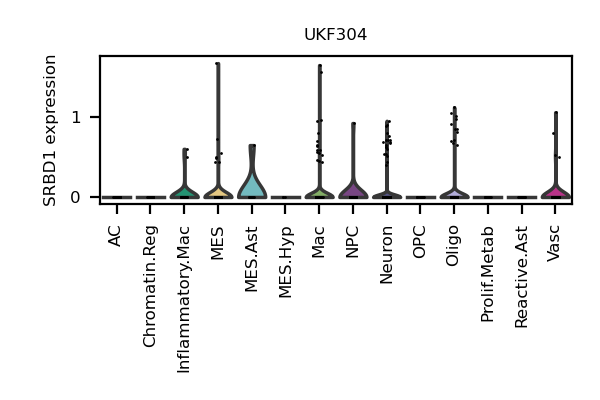 UKF304
SRBD1 expression
1
0
AC
Chromatin.Reg
Inflammatory.Mac
MES
MES.Ast
MES.Hyp
Mac
NPC
Neuron
OPC
Oligo
Prolif.Metab
Reactive.Ast
Vasc